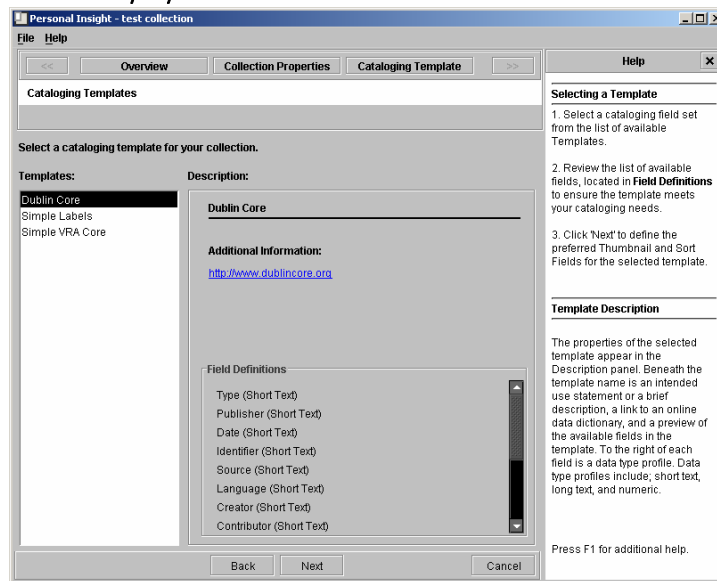 Personal Insight - test collection
File Help
<< Overview Collection Properties Cataloging Template >>
Cataloging Templates
Select a cataloging template for your collection.
Templates:
Dublin Core
Simple Labels
Simple VRA Core
Description:
Dublin Core
Additional Information:
http://www.dublincore.org
Field Definitions
Type (Short Text)
Publisher (Short Text)
Date (Short Text)
Identifier (Short Text)
Source (Short Text)
Language (Short Text)
Creator (Short Text)
Contributor (Short Text)
Back Next Cancel
Help
Selecting a Template
1. Select a cataloging field set
from the list of available
Templates.
2. Review the list of available
fields, located in Field Definitions
to ensure the template meets
your cataloging needs.
3. Click 'Next' to define the
preferred Thumbnail and Sort
Fields for the selected template.
Template Description
The properties of the selected
template appear in the
Description panel. Beneath the
template name is an intended
use statement or a brief
description, a link to an online
data dictionary, and a preview of
the available fields in the
template. To the right of each
field is a data type profile. Data
type profiles include; short text,
long text, and numeric.
Press F1 for additional help.